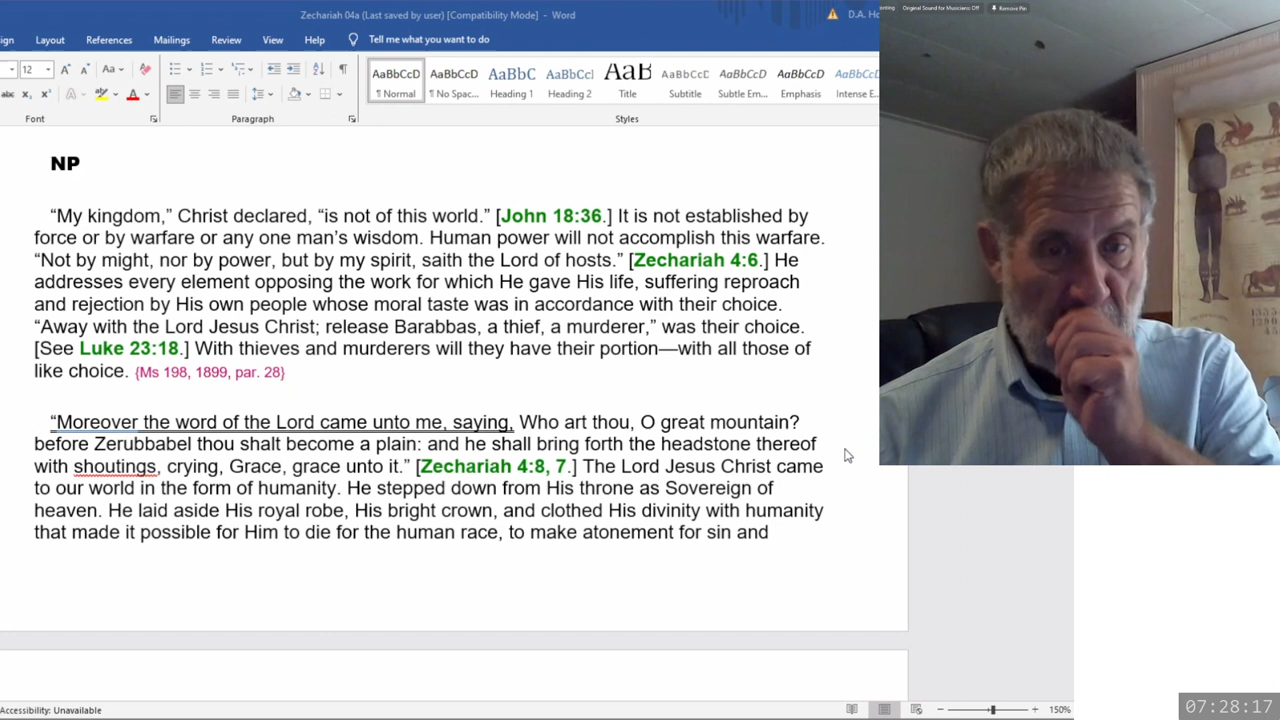 Zechariah 04a (Last saved by user) [Compatibility Mode] - Word
D.A. Ho
Original Sound for Musicians: Off
Remove Pin
ign Layout References Mailings Review View Help Tell me what you want to do
12
Aa
abc x₂ x²
Font
Paragraph
AaBbCcD AaBbCcD AaBbC AaBbCcI AaB AaBbCcD AaBbCcD AaBbCcD AaBbCcD
¶ Normal ¶ No Spac... Heading 1 Heading 2 Title Subtitle Subtle Em... Emphasis Intense E...
Styles
NP
“My kingdom,” Christ declared, “is not of this world.” [John 18:36.] It is not established by
force or by warfare or any one man’s wisdom. Human power will not accomplish this warfare.
“Not by might, nor by power, but by my spirit, saith the Lord of hosts.” [Zechariah 4:6.] He
addresses every element opposing the work for which He gave His life, suffering reproach
and rejection by His own people whose moral taste was in accordance with their choice.
“Away with the Lord Jesus Christ; release Barabbas, a thief, a murderer,” was their choice.
[See Luke 23:18.] With thieves and murderers will they have their portion—with all those of
like choice. {Ms 198, 1899, par. 28}
“Moreover the word of the Lord came unto me, saying, Who art thou, O great mountain?
before Zerubbabel thou shalt become a plain: and he shall bring forth the headstone thereof
with shoutings, crying, Grace, grace unto it.” [Zechariah 4:8, 7.] The Lord Jesus Christ came
to our world in the form of humanity. He stepped down from His throne as Sovereign of
heaven. He laid aside His royal robe, His bright crown, and clothed His divinity with humanity
that made it possible for Him to die for the human race, to make atonement for sin and
Accessibility: Unavailable
150%
07:28:17